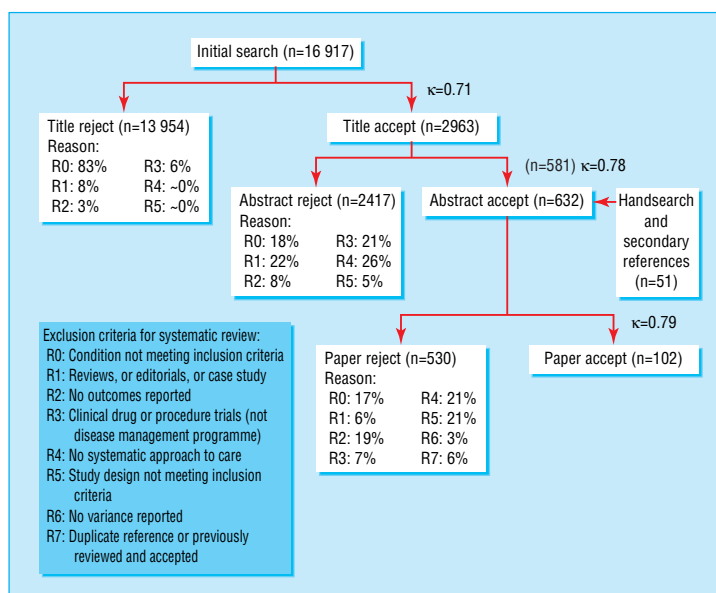 Initial search (n=16 917)
κ=0.71
Title reject (n=13 954)
Reason:
R0: 83% R3: 6%
R1: 8% R4: ~0%
R2: 3% R5: ~0%
Title accept (n=2963)
(n=581) κ=0.78
Abstract reject (n=2417)
Reason:
R0: 18% R3: 21%
R1: 22% R4: 26%
R2: 8% R5: 5%
Abstract accept (n=632)
Handsearch
and
secondary
references
(n=51)
κ=0.79
Paper reject (n=530)
Reason:
R0: 17% R4: 21%
R1: 6% R5: 21%
R2: 19% R6: 3%
R3: 7% R7: 6%
Paper accept (n=102)
Exclusion criteria for systematic review:
R0: Condition not meeting inclusion criteria
R1: Reviews, or editorials, or case study
R2: No outcomes reported
R3: Clinical drug or procedure trials (not
disease management programme)
R4: No systematic approach to care
R5: Study design not meeting inclusion
criteria
R6: No variance reported
R7: Duplicate reference or previously
reviewed and accepted